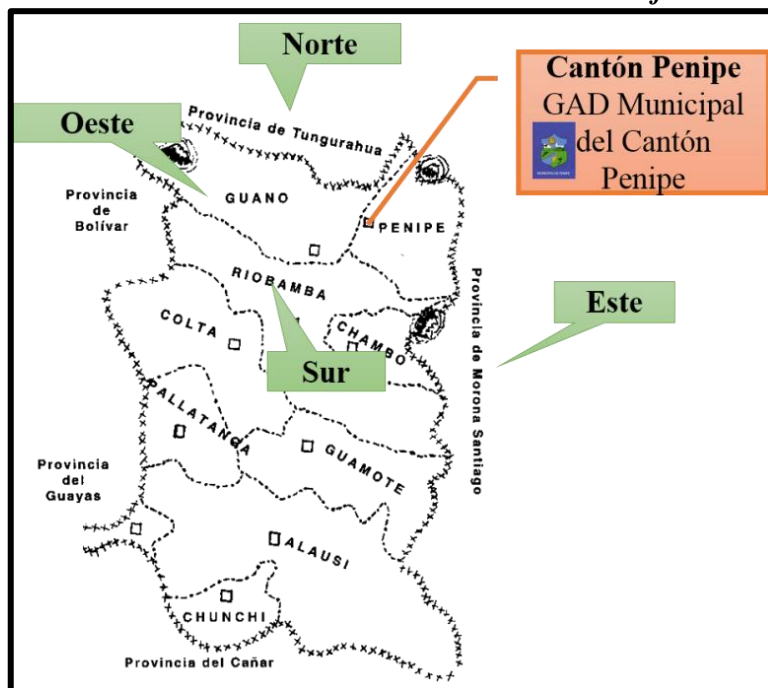 Norte
Cantón Penipe
GAD Municipal
del Cantón
Penipe
Oeste
Provincia de Tungurahua
Provincia
de
Bolívar
GUANO
PENIPE
RIOBAMBA
Este
COLTA
CHAMBO
Provincia de Morona Santiago
Sur
PALLATANGA
GUAMOTE
Provincia
del
Guayas
ALAUSI
CHUNCHI
Provincia del Cañar